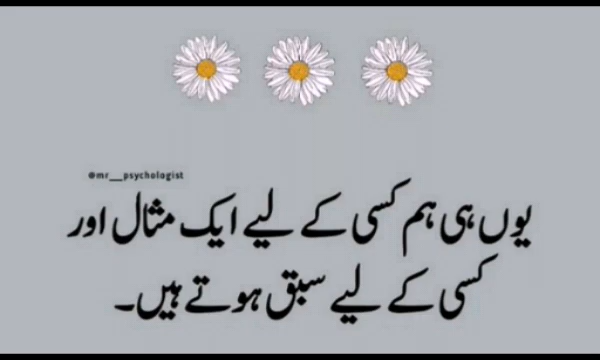 @mr__psychologist
یوں ہی ہم کسی کے لیے ایک مثال اور
کسی کے لیے سبق ہوتے ہیں۔